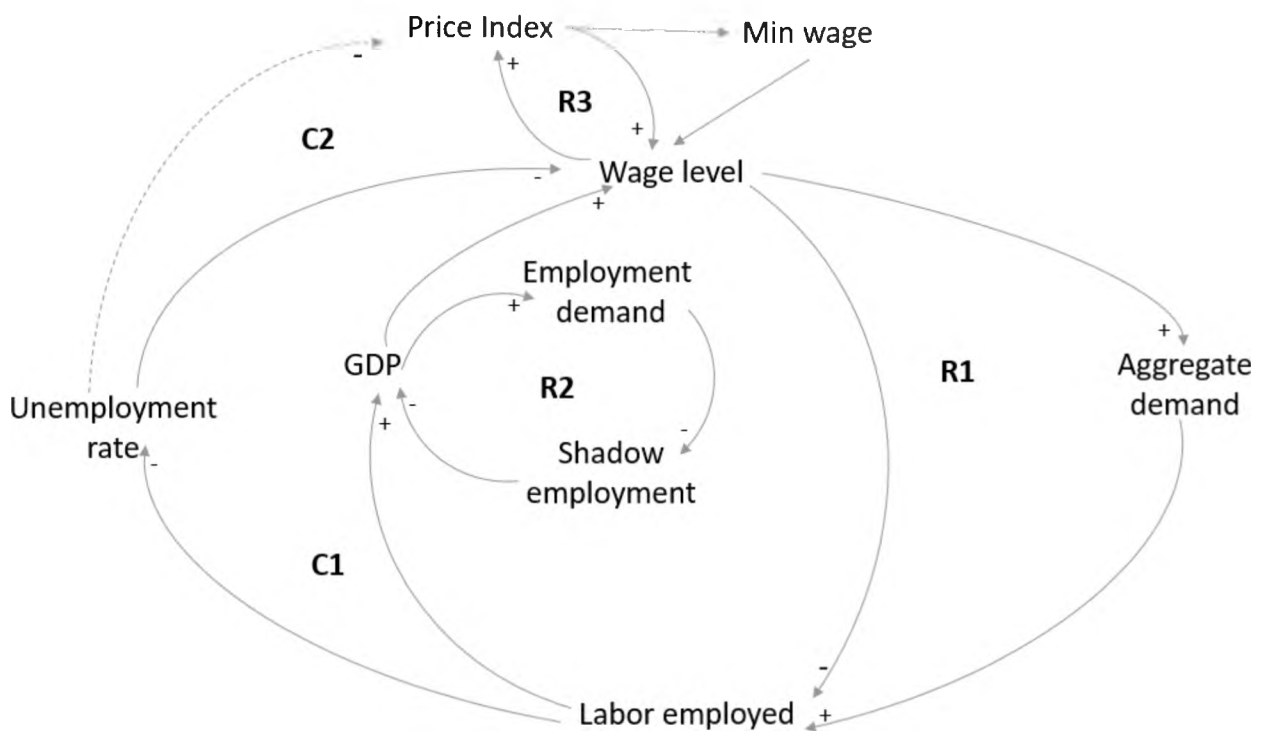 Price Index
Min wage
-
+
R3
+
C2
Wage level
-
+
Employment
demand
+
+
GDP
R2
R1
Aggregate
demand
Unemployment
rate
-
+
-
Shadow
employment
-
C1
-
Labor employed
+